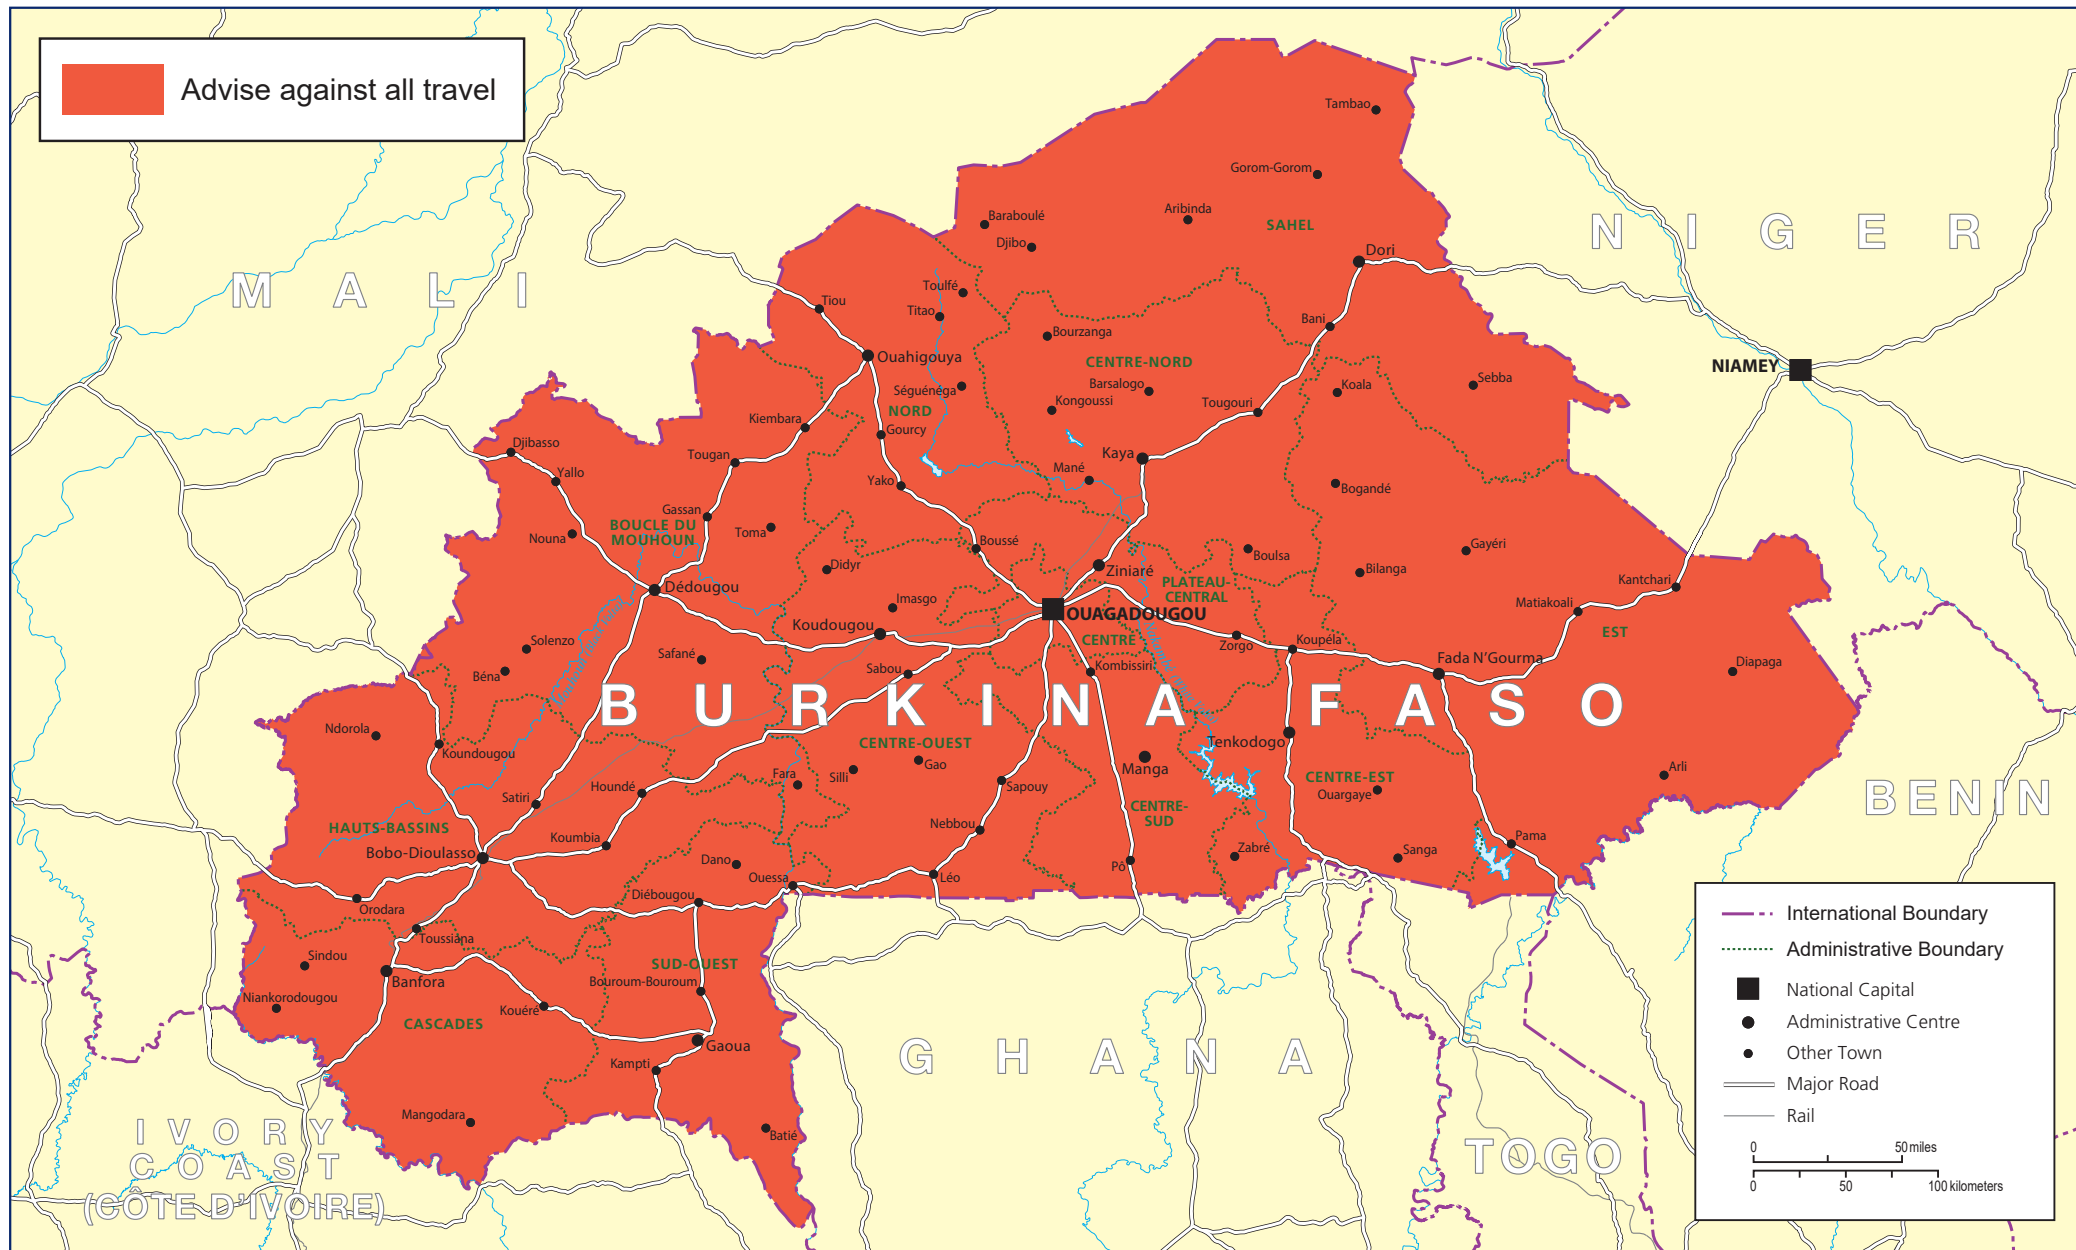 Advise against all travel
MALI
NIGER
Tambao
Gorom-Gorom
Baraboulé
Aribinda
SAHEL
Djibo
Dori
Toulfé
Tiou
Titao
Bani
Bourzanga
Ouahigouya
CENTRE-NORD
NIAMEY
Séguénéga
Barsalogo
Koala
Sebba
Kongoussi
Tougouri
NORD
Kiembara
Gourcy
Djibasso
Tougan
Kaya
Yallo
Mané
Yako
Bogandé
Gassan
BOUCLE DU
MOUHOUN
Toma
Nouna
Boussé
Boulsa
Gayéri
Didyr
Ziniaré
Bilanga
PLATEAU-
CENTRAL
Kantchari
Dédougou
Imasgo
Matiakoali
OUAGADOUGOU
Koudougou
EST
Solenzo
CENTRE
Zorgo
Koupéla
Safané
Sabou
Kombissiri
Fada N'Gourma
Diapaga
Béna
BURKINA FASO
Ndorola
Koundougou
CENTRE-OUEST
Tenkodogo
Gao
Manga
Fara
Silli
CENTRE-EST
Arli
Houndé
Sapouy
Ouargaye
Satiri
CENTRE-
SUD
BENIN
HAUTS-BASSINS
Nebbou
Koumbia
Pama
Bobo-Dioulasso
Dano
Zabré
Sanga
Ouessa
Léo
Pô
Diébougou
Orodara
Toussiana
Sindou
SUD-OUEST
Banfora
Bouroum-Bouroum
Niankorodougou
Kouéré
CASCADES
Gaoua
GHANA
Kampti
Mangodara
Batié
IVORY
COAST
(CÔTE D'IVOIRE)
TOGO
International Boundary
Administrative Boundary
National Capital
Administrative Centre
Other Town
Major Road
Rail
0 50 miles
0 50 100 kilometers